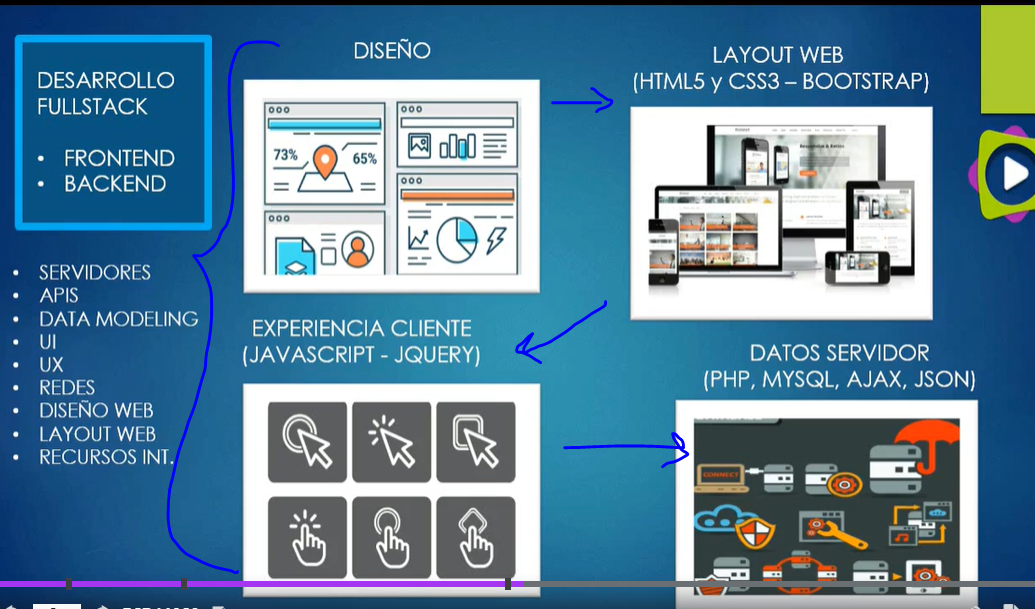 DESARROLLO
FULLSTACK
• FRONTEND
• BACKEND
• SERVIDORES
• APIS
• DATA MODELING
• UI
• UX
• REDES
• DISEÑO WEB
• LAYOUT WEB
• RECURSOS INT.
DISEÑO
73%
65%
LAYOUT WEB
(HTML5 y CSS3 – BOOTSTRAP)
EXPERIENCIA CLIENTE
(JAVASCRIPT - JQUERY)
DATOS SERVIDOR
(PHP, MYSQL, AJAX, JSON)
CONNECT